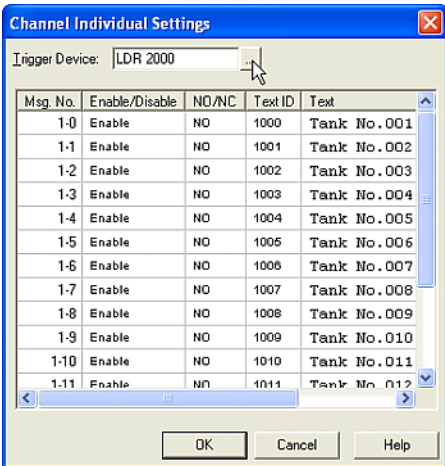 Channel Individual Settings
Trigger Device: LDR 2000 ...
Msg. No. Enable/Disable NO/NC Text ID Text
1-0 Enable NO 1000 Tank No.001
1-1 Enable NO 1001 Tank No.002
1-2 Enable NO 1002 Tank No.003
1-3 Enable NO 1003 Tank No.004
1-4 Enable NO 1004 Tank No.005
1-5 Enable NO 1005 Tank No.006
1-6 Enable NO 1006 Tank No.007
1-7 Enable NO 1007 Tank No.008
1-8 Enable NO 1008 Tank No.009
1-9 Enable NO 1009 Tank No.010
1-10 Enable NO 1010 Tank No.011
1-11 Enable NO 1011 Tank No.012
OK Cancel Help